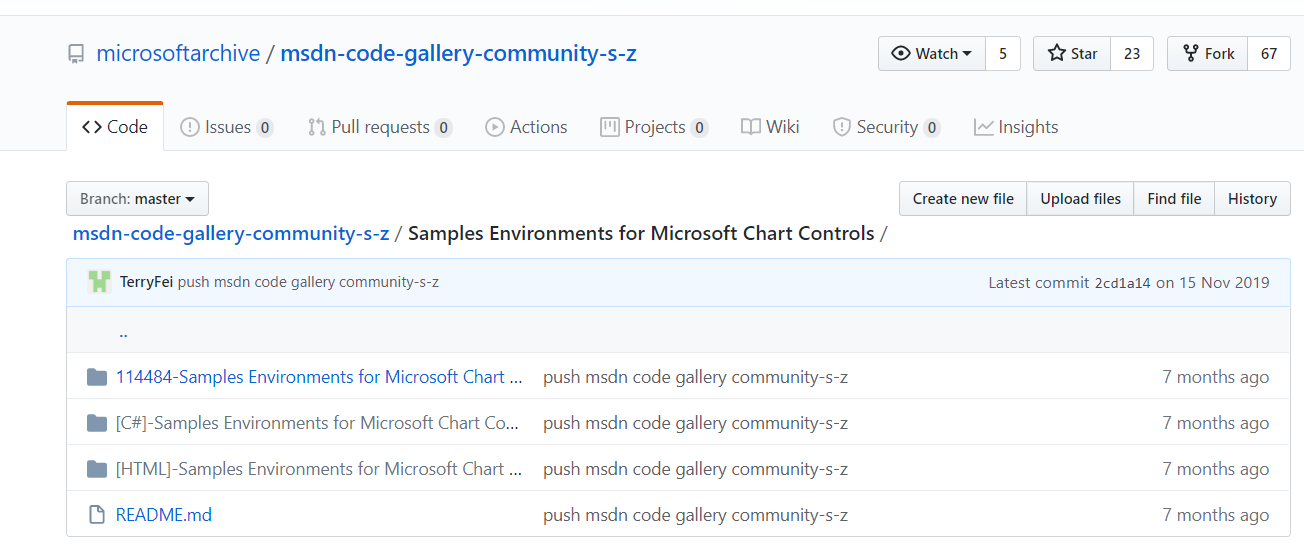 microsoftarchive / msdn-code-gallery-community-s-z Watch 5 Star 23 Fork 67
Code Issues 0 Pull requests 0 Actions Projects 0 Wiki Security 0 Insights
Branch: master Create new file Upload files Find file History
msdn-code-gallery-community-s-z / Samples Environments for Microsoft Chart Controls /
TerryFei push msdn code gallery community-s-z Latest commit 2cd1a14 on 15 Nov 2019
..
114484-Samples Environments for Microsoft Chart ... push msdn code gallery community-s-z 7 months ago
[C#]-Samples Environments for Microsoft Chart Co... push msdn code gallery community-s-z 7 months ago
[HTML]-Samples Environments for Microsoft Chart ... push msdn code gallery community-s-z 7 months ago
README.md push msdn code gallery community-s-z 7 months ago